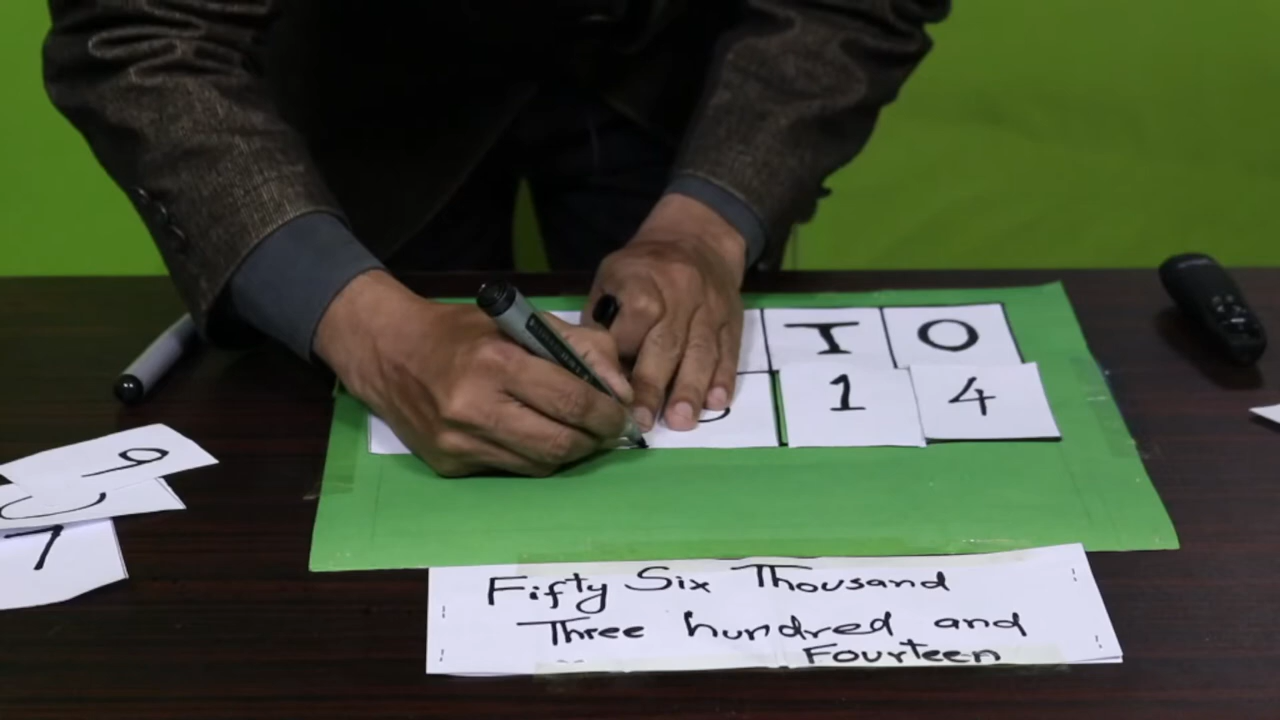 T O
1 4
9
7
Fifty Six Thousand
Three hundred and
Fourteen